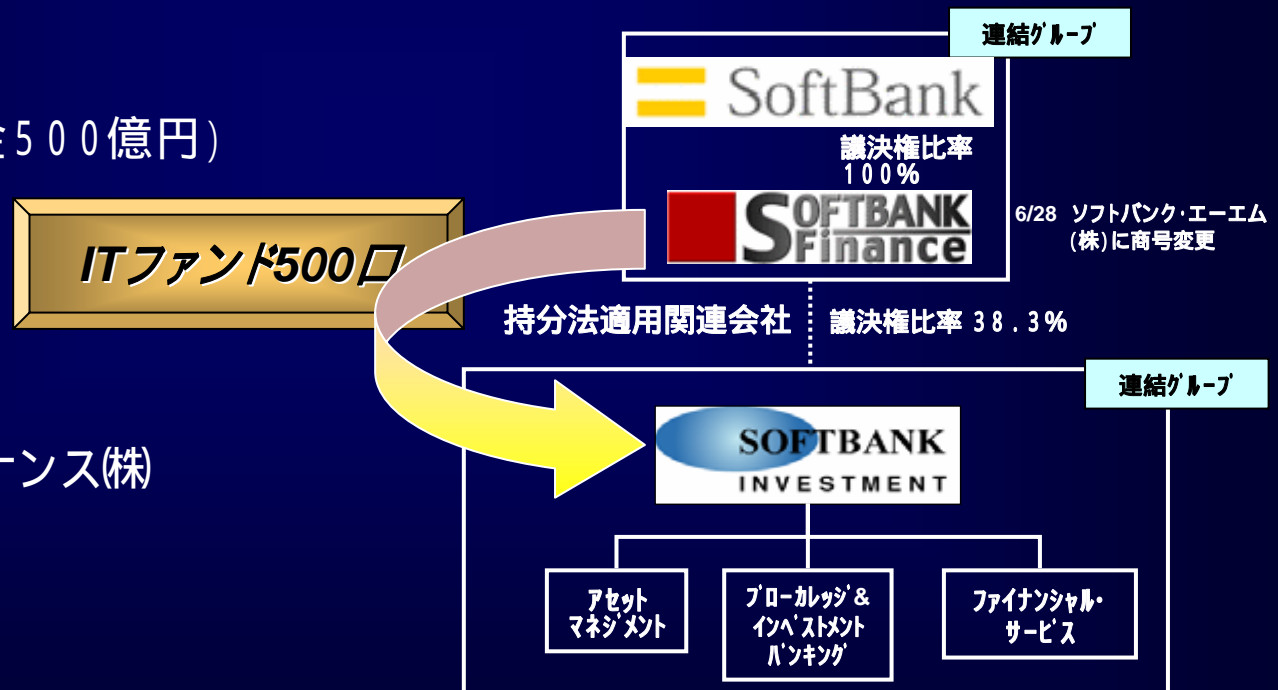 連結グループ
SoftBank
金500億円)
議決権比率
100%
SOFTBANK
Finance
6/28 ソフトバンク・エーエム
(株)に商号変更
ITファンド500口
持分法適用関連会社
議決権比率 38.3%
連結グループ
SOFTBANK
INVESTMENT
ナンス(株)
アセット
マネジメント
ブローカレッジ&
インベストメント
バンキング
ファイナンシャル・
サービス